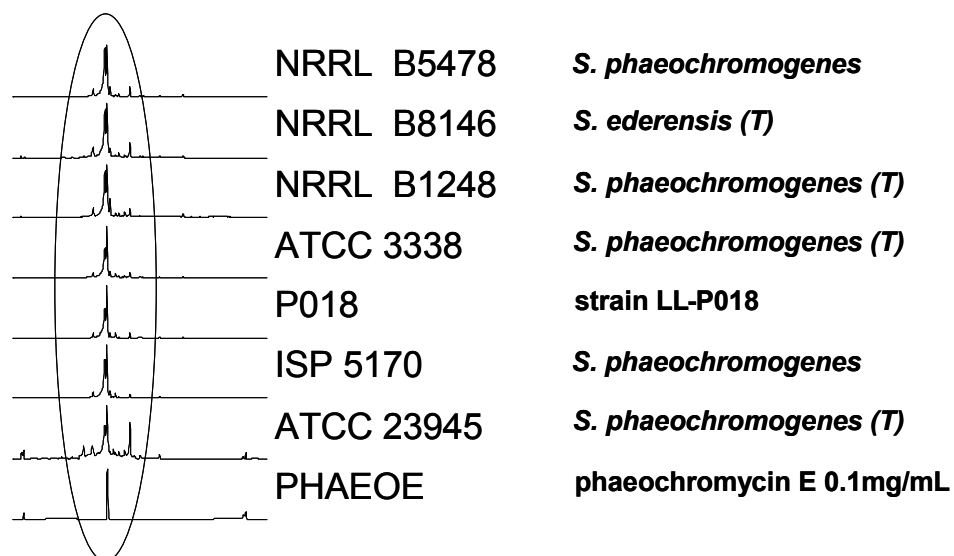 NRRL B5478 S. phaeochromogenes
NRRL B8146 S. ederensis (T)
NRRL B1248 S. phaeochromogenes (T)
ATCC 3338 S. phaeochromogenes (T)
P018 strain LL-P018
ISP 5170 S. phaeochromogenes
ATCC 23945 S. phaeochromogenes (T)
PHAEOE phaeochromycin E 0.1mg/mL